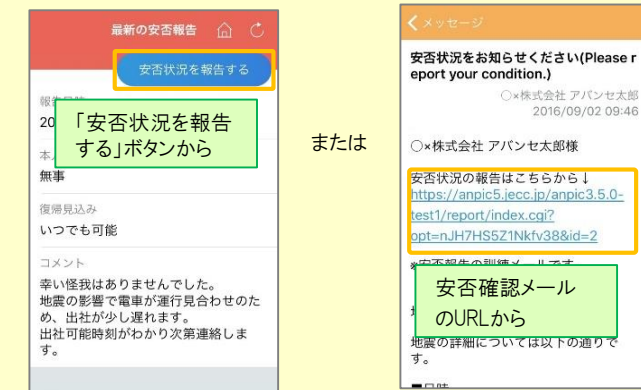 最新の安否報告
安否状況を報告する
報
20
「安否状況を報告
する」ボタンから
本
無事
復帰見込み
いつでも可能
コメント
幸い怪我はありませんでした。
地震の影響で電車が運行見合わせのた
め、出社が少し遅れます。
出社可能時刻がわかり次第連絡しま
す。
または
メッセージ
安否状況をお知らせください(Please r
eport your condition.)
○×株式会社 アバンセ太郎
2016/09/02 09:46
○×株式会社 アバンセ太郎様
安否状況の報告はこちらから↓
https://anpic5.jecc.jp/anpic3.5.0-
test1/report/index.cgi?
opt=nJH7HS5Z1Nkfv38&id=2
安否確認メール
のURLから
地震の詳細については以下の通りで
す。